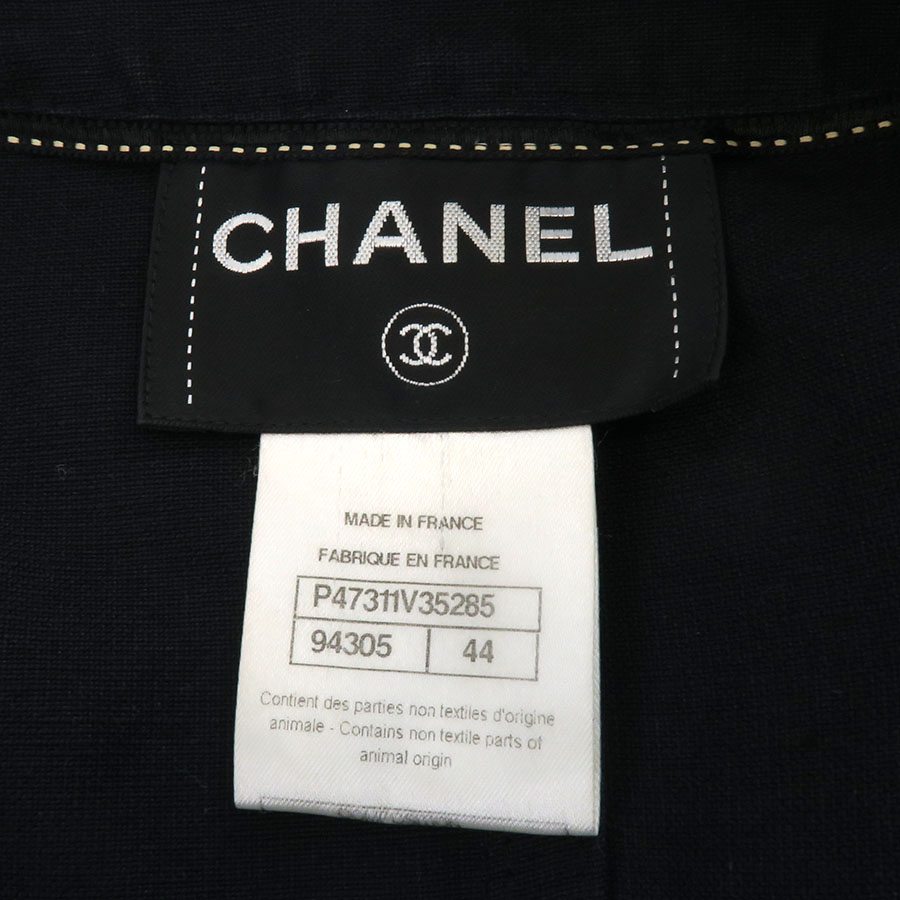 CHANEL
MADE IN FRANCE
FABRIQUE EN FRANCE
P47311V35285
94305 44
Contient des parties non textiles d'origine
animale - Contains non textile parts of
animal origin